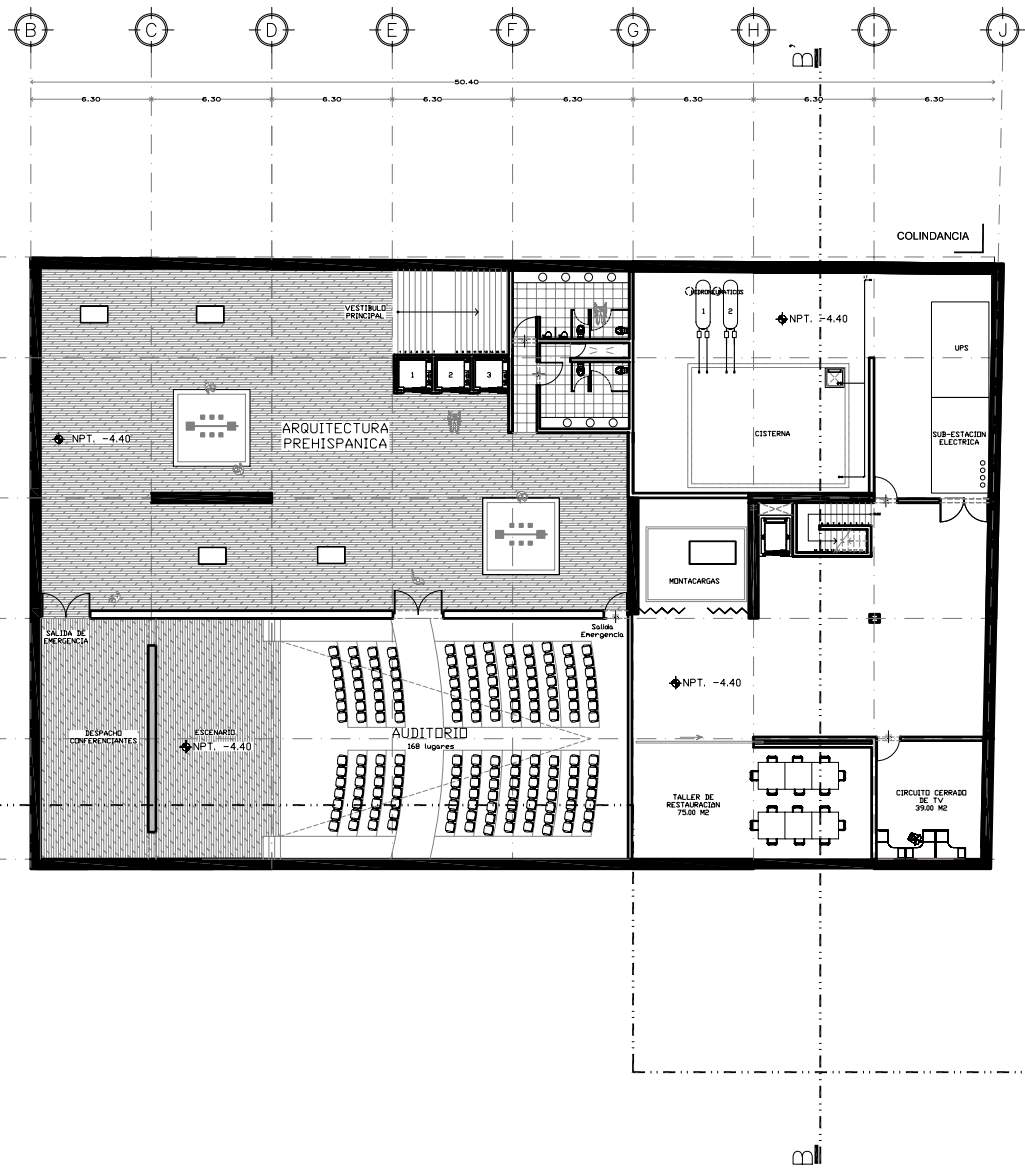 B C D E F G H I J
B'
50.40
6.30 6.30 6.30 6.30 6.30 6.30 6.30 6.30
COLINDANCIA
VESTIBULO
PRINCIPAL
1 2
NPT. -4.40
UPS
1 2 3
ARQUITECTURA
PREHISPANICA
NPT. -4.40
CISTERNA
SUB-ESTACION
ELECTRICA
MONTACARGAS
SALIDA DE
EMERGENCIA
Salida
Emergencia
NPT. -4.40
DESPACHO
CONFERENCIANTES
ESCENARIO
NPT. -4.40
AUDITORIO
168 lugares
TALLER DE
RESTAURACION
75.00 M2
CIRCUITO CERRADO
DE TV
39.00 M2
B